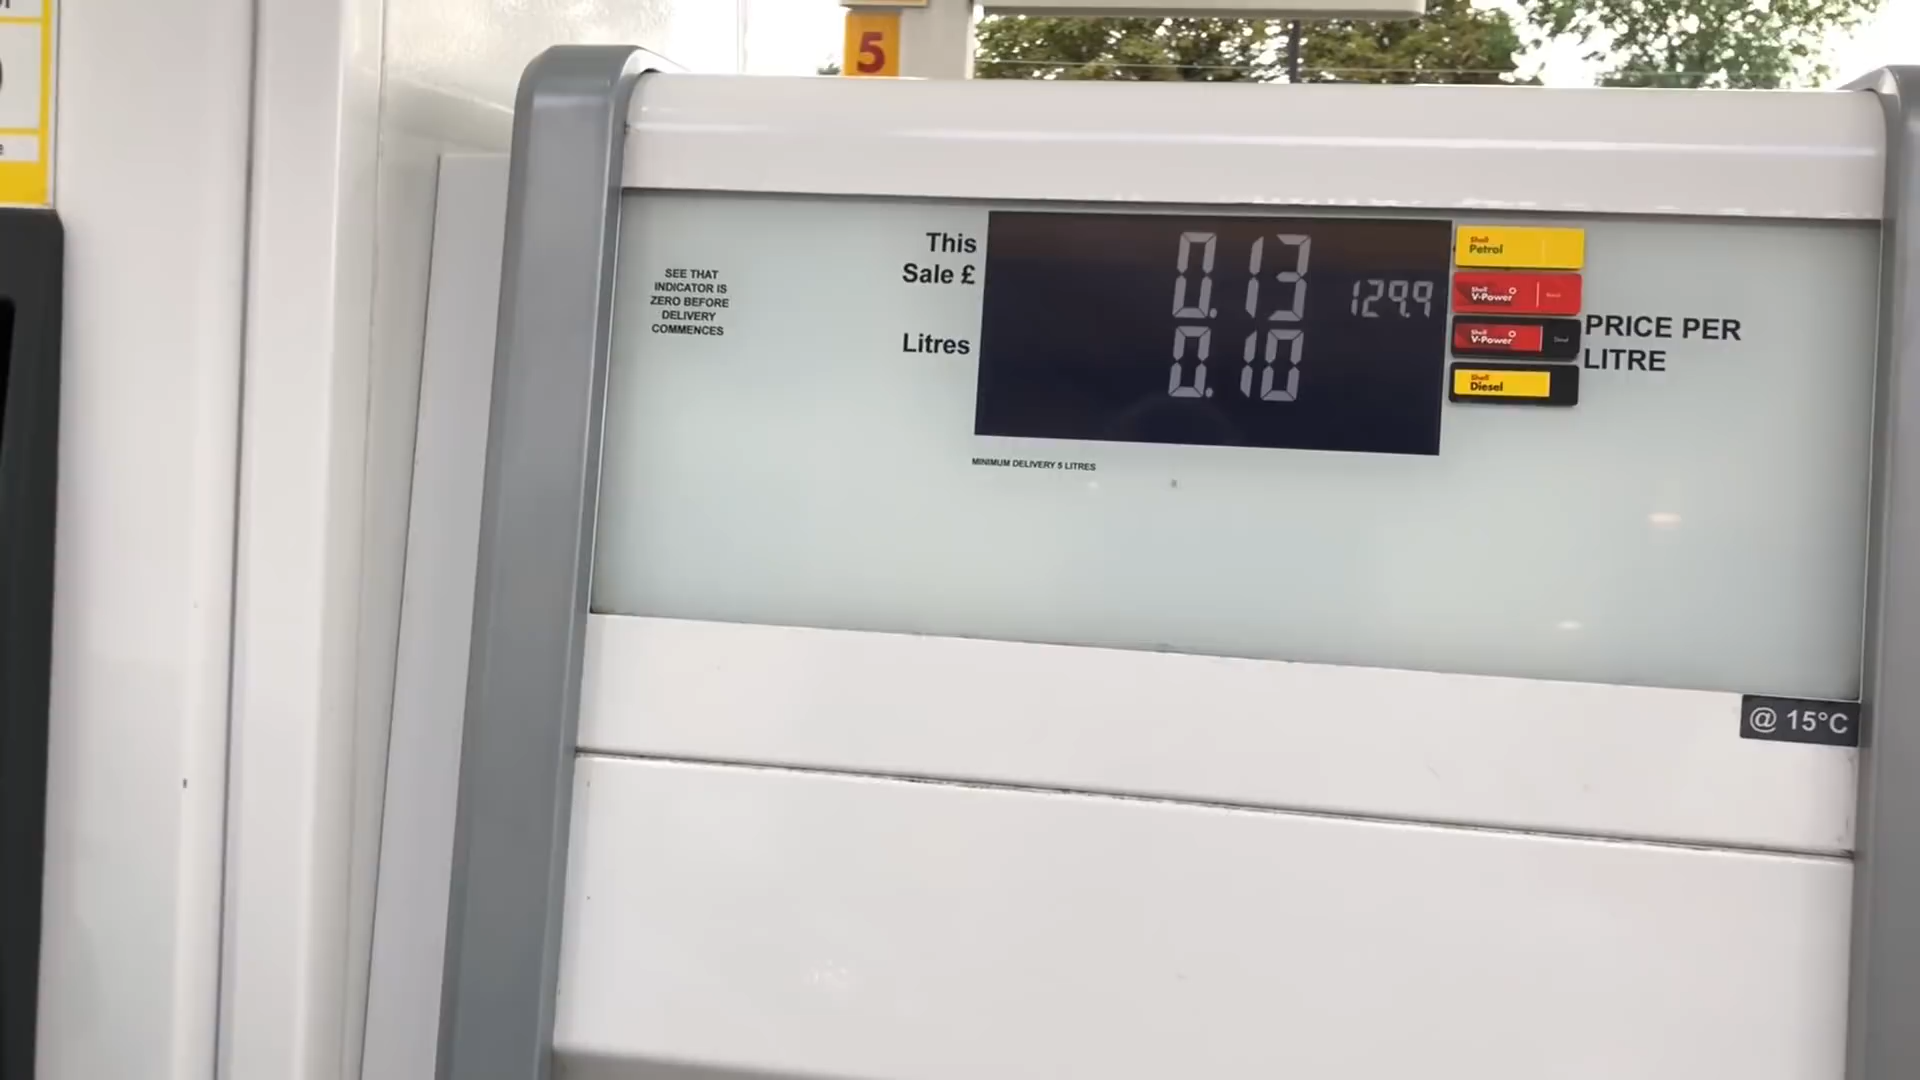 5
This
Sale £
0.13
SEE THAT
INDICATOR IS
ZERO BEFORE
DELIVERY
COMMENCES
129.9
Litres
0.10
Shell
Petrol
Shell
V-Power
Shell
V-Power
Diesel
Shell
Diesel
PRICE PER
LITRE
MINIMUM DELIVERY 5 LITRES
@ 15°C